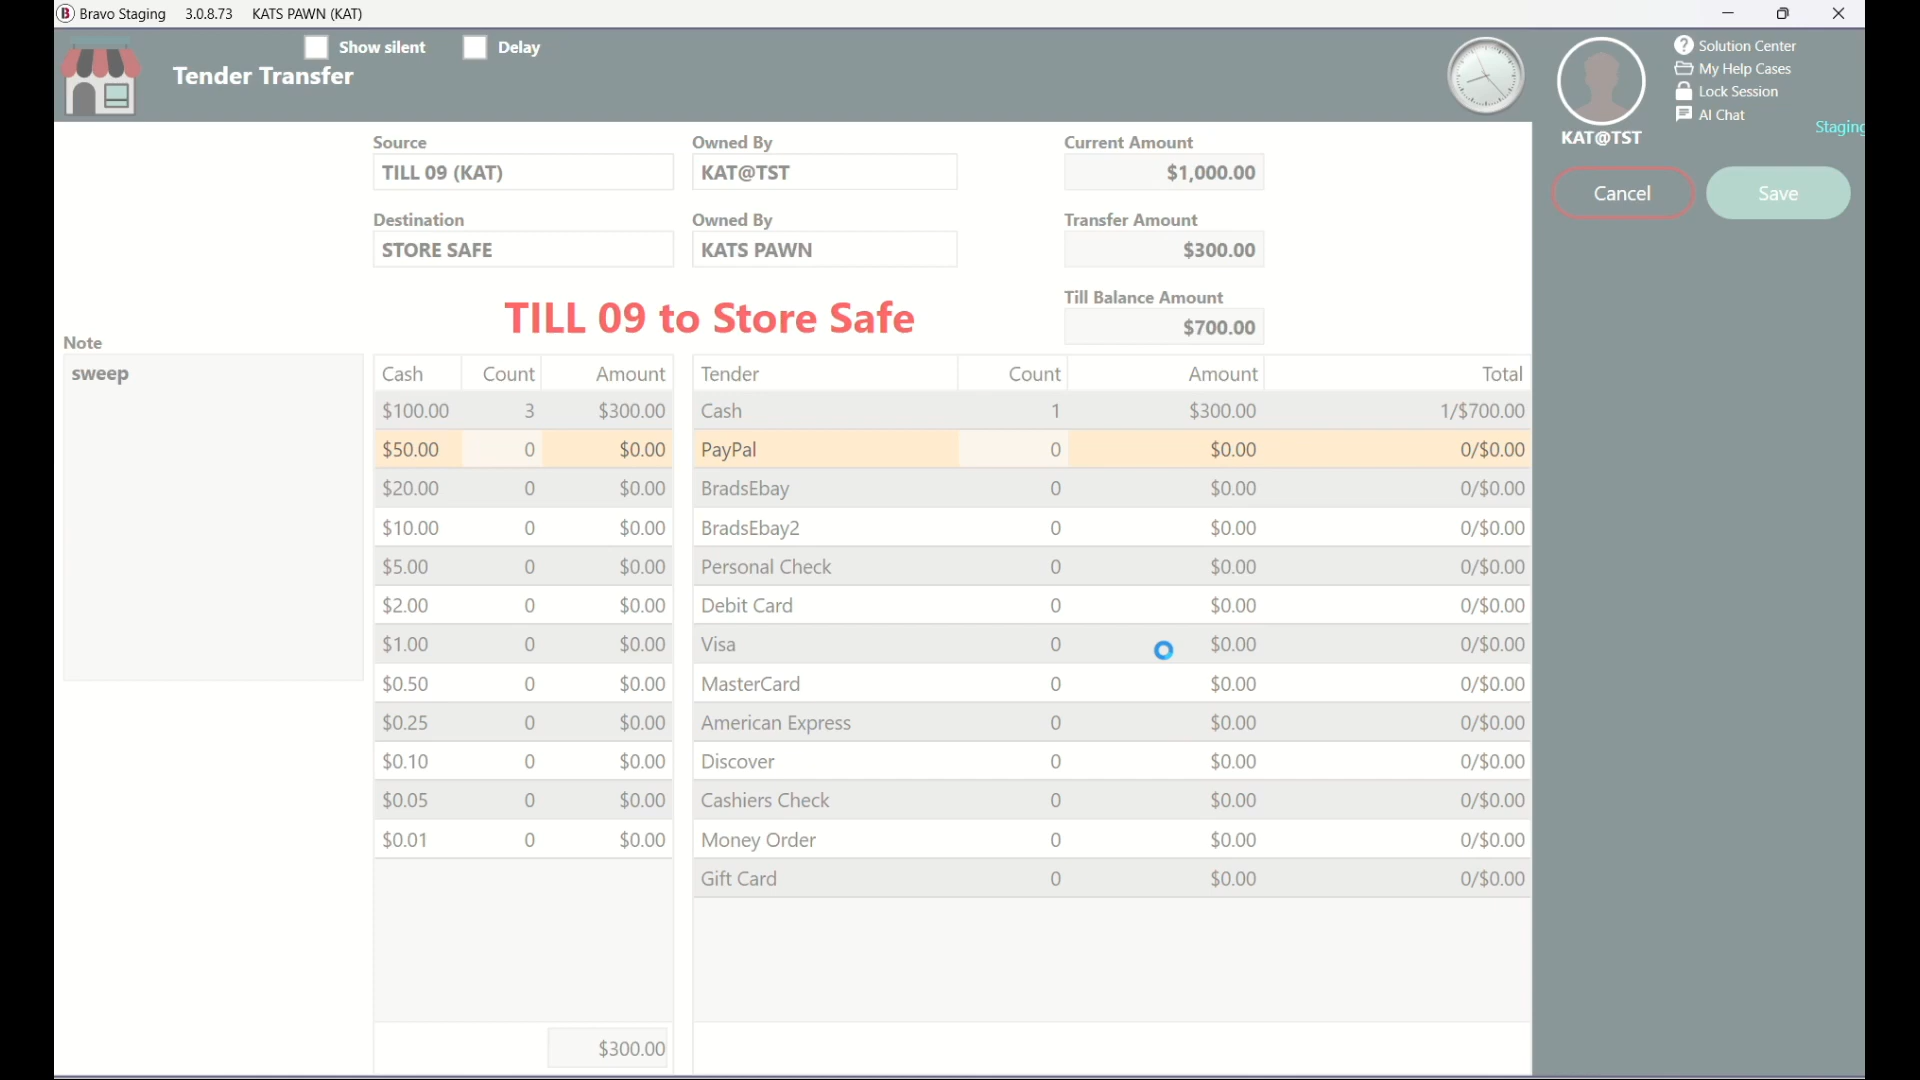 Bravo Staging 3.0.8.73 KATS PAWN (KAT)
Show silent Delay
Tender Transfer
Solution Center
My Help Cases
Lock Session
AI Chat
Staging
KAT@TST
Cancel Save
Source Owned By Current Amount
TILL 09 (KAT) KAT@TST $1,000.00
Destination Owned By Transfer Amount
STORE SAFE KATS PAWN $300.00
TILL 09 to Store Safe
Till Balance Amount
$700.00
Note
sweep
Cash Count Amount
$100.00 3 $300.00
$50.00 0 $0.00
$20.00 0 $0.00
$10.00 0 $0.00
$5.00 0 $0.00
$2.00 0 $0.00
$1.00 0 $0.00
$0.50 0 $0.00
$0.25 0 $0.00
$0.10 0 $0.00
$0.05 0 $0.00
$0.01 0 $0.00
$300.00
Tender Count Amount Total
Cash 1 $300.00 1/$700.00
PayPal 0 $0.00 0/$0.00
BradsEbay 0 $0.00 0/$0.00
BradsEbay2 0 $0.00 0/$0.00
Personal Check 0 $0.00 0/$0.00
Debit Card 0 $0.00 0/$0.00
Visa 0 $0.00 0/$0.00
MasterCard 0 $0.00 0/$0.00
American Express 0 $0.00 0/$0.00
Discover 0 $0.00 0/$0.00
Cashiers Check 0 $0.00 0/$0.00
Money Order 0 $0.00 0/$0.00
Gift Card 0 $0.00 0/$0.00